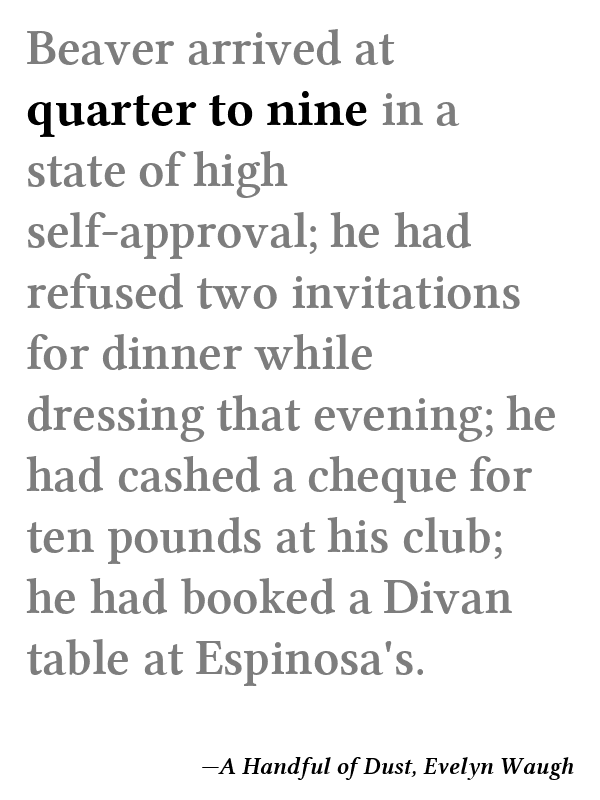 Beaver arrived at
quarter to nine in a
state of high
self-approval; he had
refused two invitations
for dinner while
dressing that evening; he
had cashed a cheque for
ten pounds at his club;
he had booked a Divan
table at Espinosa's.
—A Handful of Dust, Evelyn Waugh